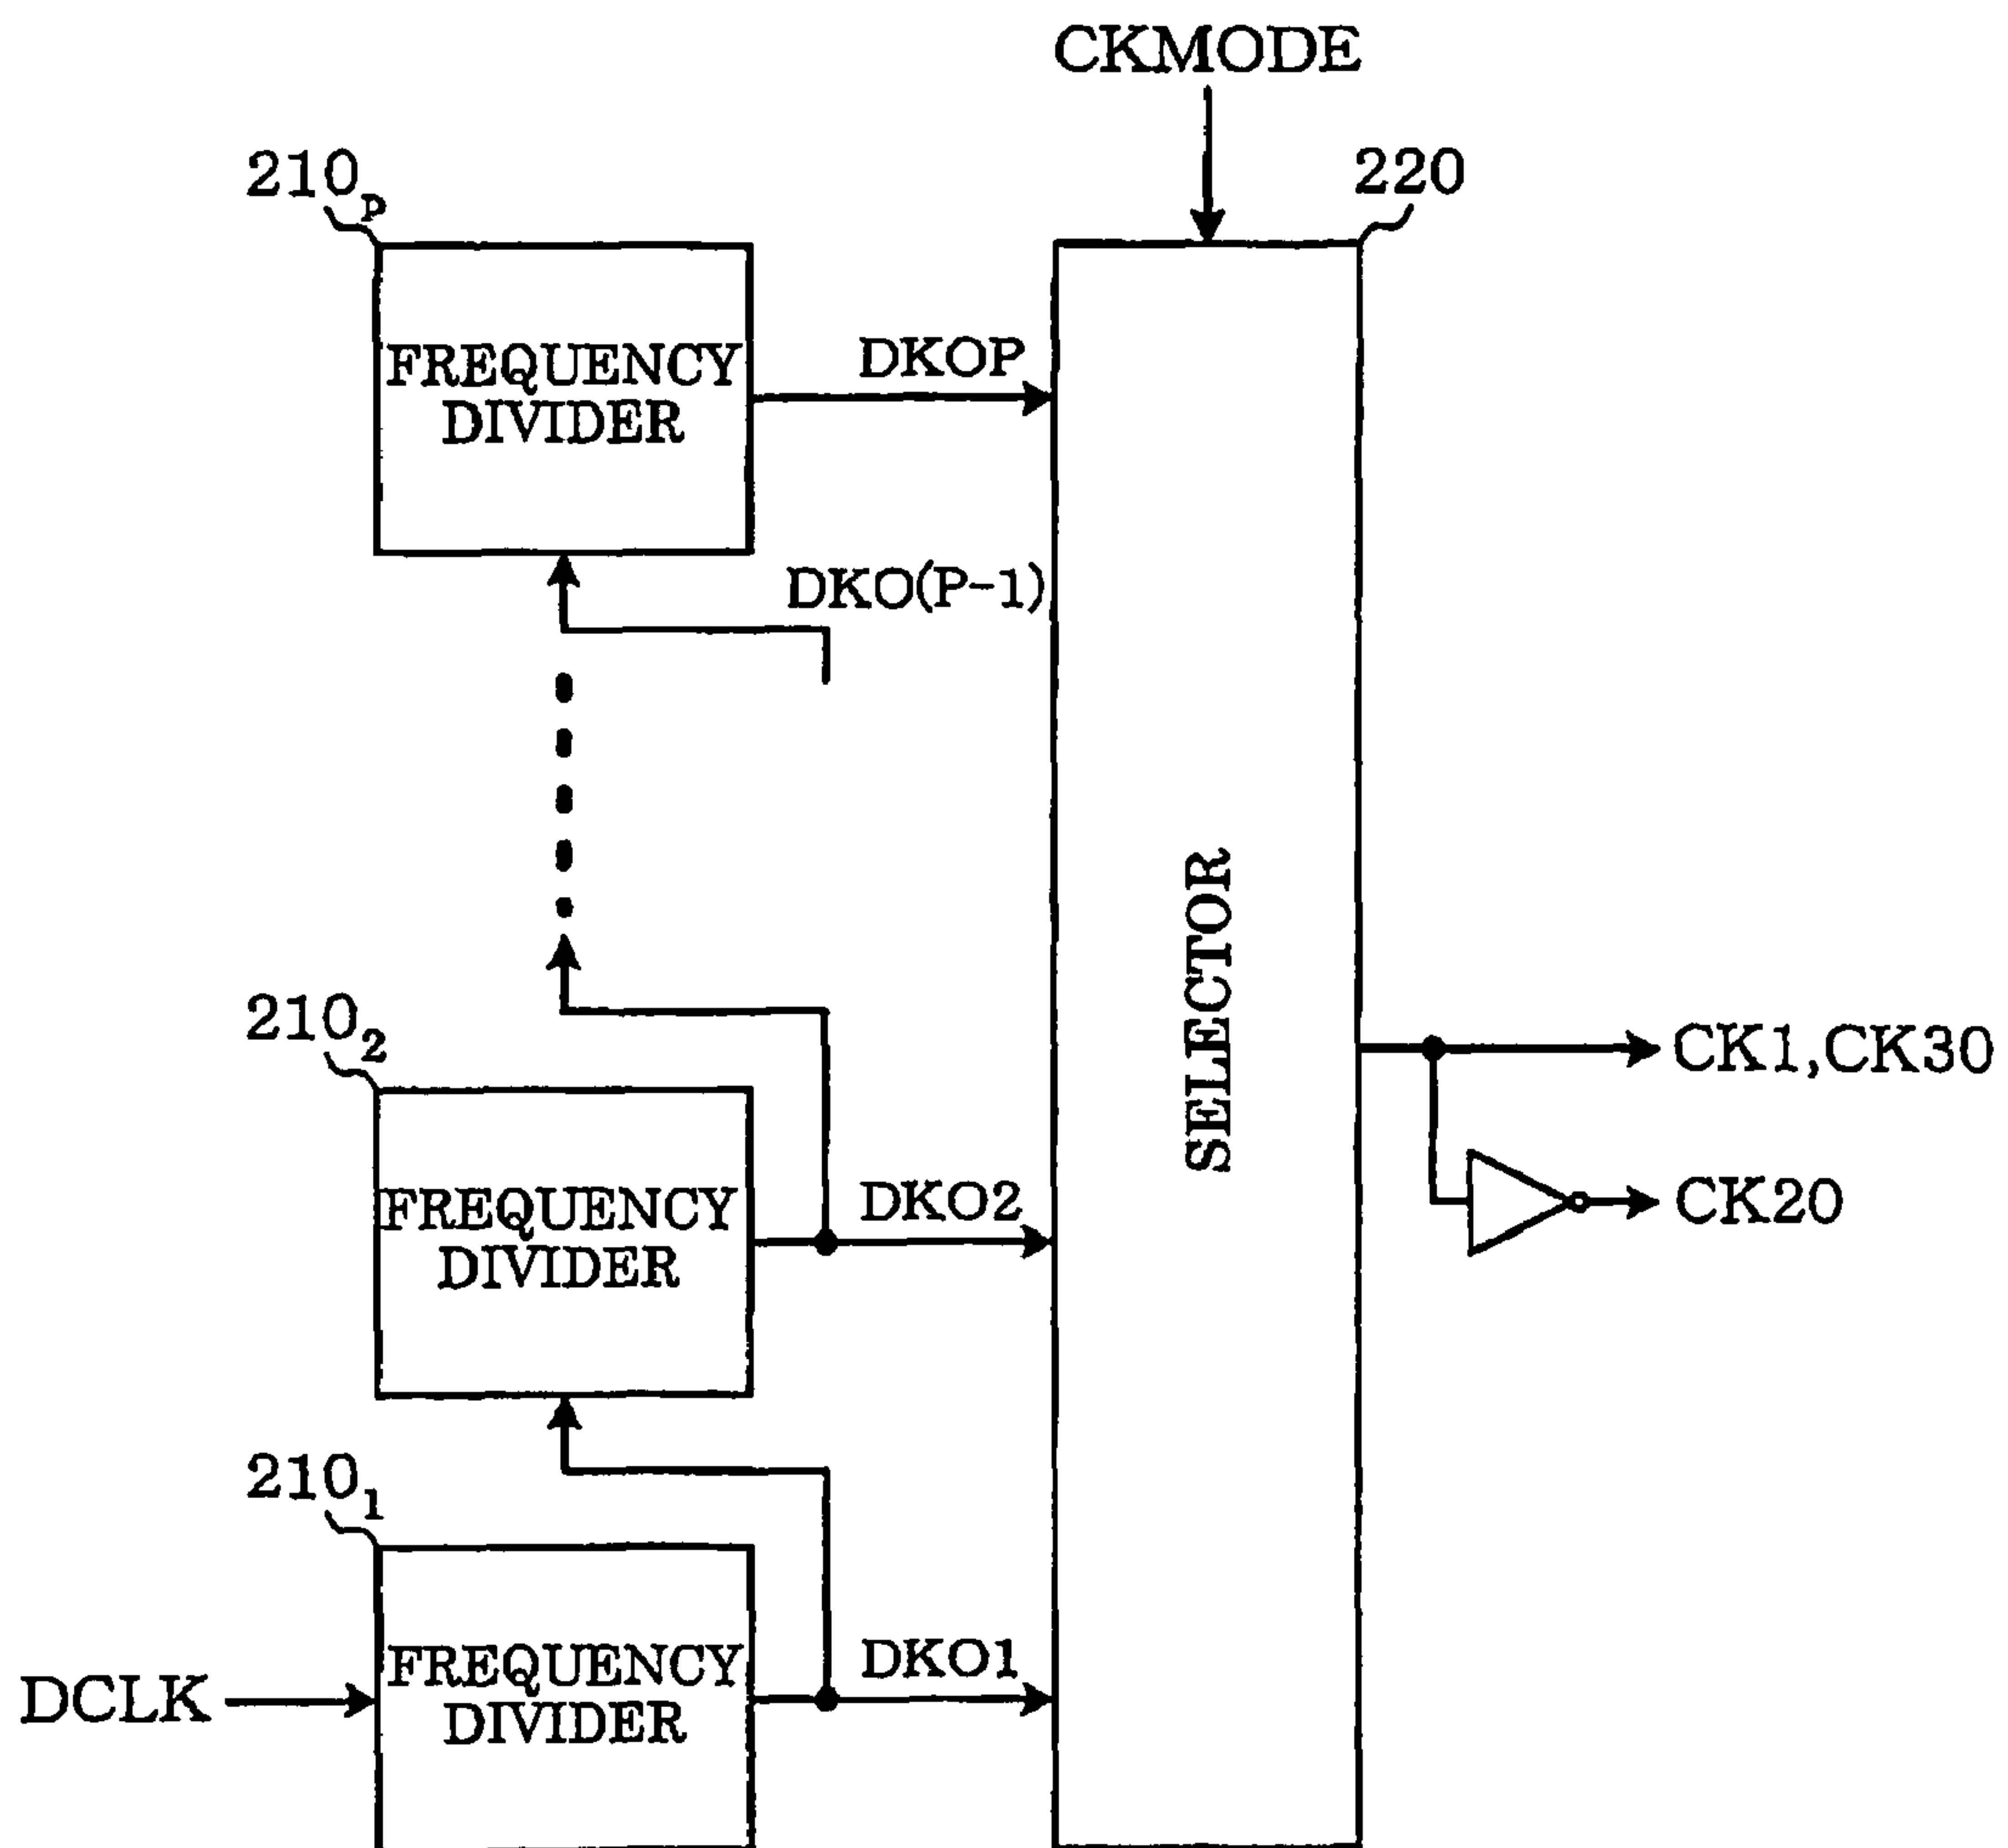 CKMODE
210P
220
FREQUENCY
DIVIDER
DKOP
DKO(P-1)
SELECTOR
2102
CK1,CK30
FREQUENCY
DIVIDER
DKO2
CK20
2101
FREQUENCY
DIVIDER
DKO1
DCLK